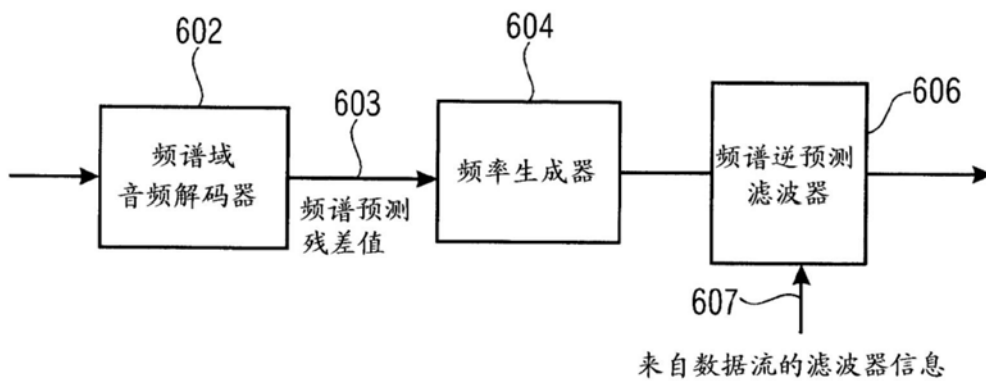 602
频谱域
音频解码器
603
频谱预测
残差值
604
频率生成器
606
频谱逆预测
滤波器
607
来自数据流的滤波器信息